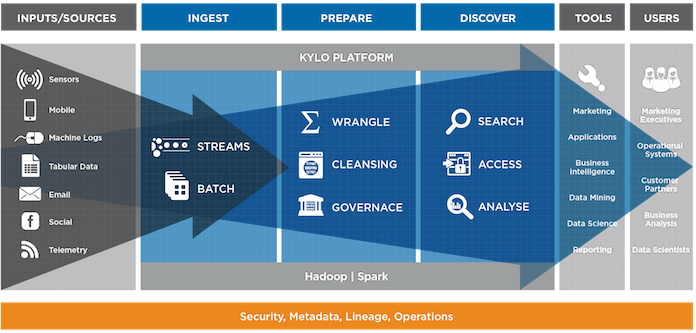 INPUTS/SOURCES
INGEST
PREPARE
DISCOVER
TOOLS
USERS
KYLO PLATFORM
Sensors
Mobile
Machine Logs
Tabular Data
Email
Social
Telemetry
STREAMS
BATCH
WRANGLE
CLEANSING
GOVERNACE
SEARCH
ACCESS
ANALYSE
Marketing
Applications
Business
Intelligence
Data Mining
Data Science
Reporting
Marketing
Executives
Operational
Systems
Customer
Partners
Business
Analysis
Data Scientists
Hadoop | Spark
Security, Metadata, Lineage, Operations